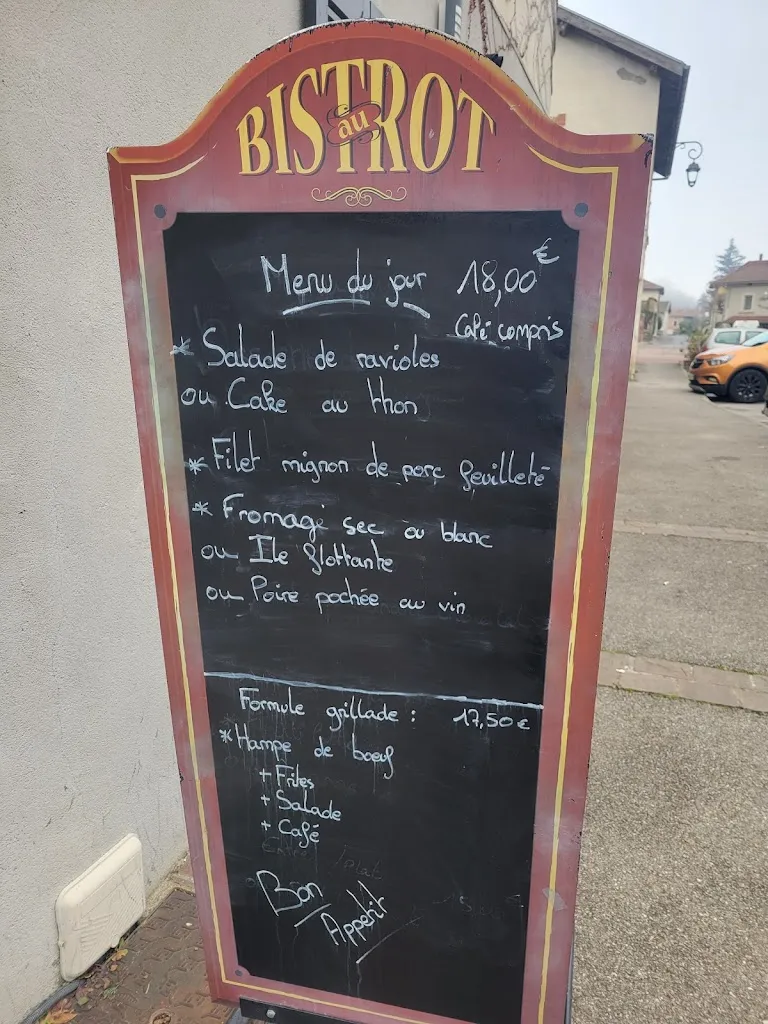 BISTROT
au
Menu du jour 18,00€
Café compris
* Salade de ravioles
ou Cake au thon
* Filet mignon de porc feuilleté
* Fromage sec ou blanc
ou Ile flottante
ou Poire pochée au vin
Formule grillade : 17,50€
* Hampe de boeuf
+ Frites
+ Salade
+ Café
Bon
Appetit